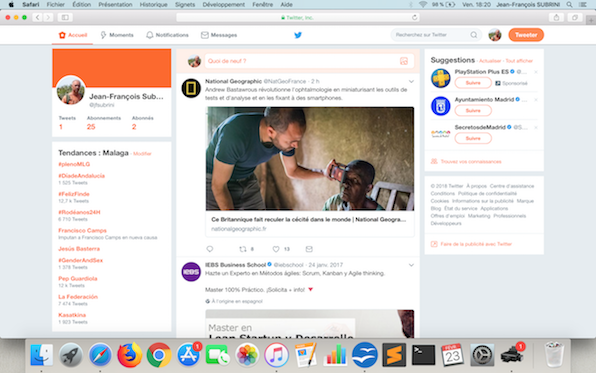 Safari Fichier Édition Présentation Historique Signets Développement Fenêtre Aide
98 % Ven. 18:20 Jean-François SUBRINI
Twitter, Inc.
Accueil Moments Notifications Messages
Recherchez sur Twitter
Tweeter
Jean-François Sub...
@jfsubrini
Tweets Abonnements Abonnés
1 25 2
Tendances : Malaga Modifier
#plenoMLG
#DíadeAndalucía
1 525 Tweets
#FelizFinde
12,7 k Tweets
#Rodéanos24H
8 715 Tweets
Francisco Camps
Imputan a Francisco Camps en nueva causa
Jesús Bastierra
#GenderAndSex
1 378 Tweets
Pep Guardiola
12 k Tweets
La Federación
7 474 Tweets
Kasatkina
1 903 Tweets
Quoi de neuf ?
National Geographic @NatGeoFrance · 2 h
Andrew Bastawrous révolutionne l'ophtalmologie en miniaturisant les outils de
tests et d'analyse et en les fixant à des smartphones.
Ce Britannique fait reculer la cécité dans le monde | National Geogra...
nationalgeographic.fr
8 13
IEBS Business School @iebschool · 24 janv. 2017
Hazte un Experto en Métodos ágiles: Scrum, Kanban y Agile thinking.
Master 100% Práctico. ¡Solicita + info!
À l'origine en espagnol
Master en
Lean Startup y Desarrollo
Suggestions · Actualiser · Tout afficher
PlayStation Plus ES
Suivre Sponsorisé
Ayuntamiento Madrid
Suivre
SecretosdeMadrid @S...
Suivre
Trouvez vos connaissances
© 2018 Twitter À propos Centre d'assistance
Conditions Politique de confidentialité
Cookies Informations sur la publicité Marque
Blog État du service Applications
Offres d'emploi Marketing Professionnels
Développeurs
Faire de la publicité avec Twitter
1
23
1